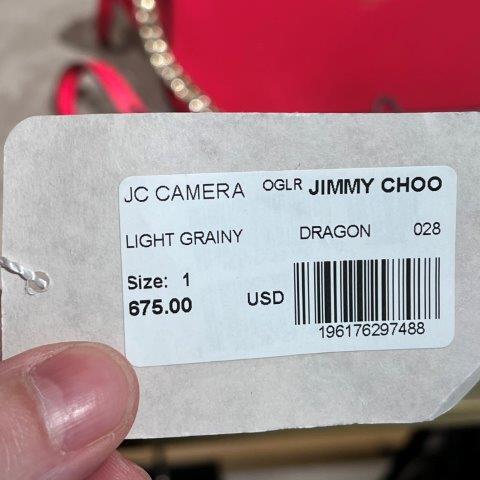 JC CAMERA OGLR JIMMY CHOO
LIGHT GRAINY DRAGON 028
Size: 1
675.00 USD
196176297488